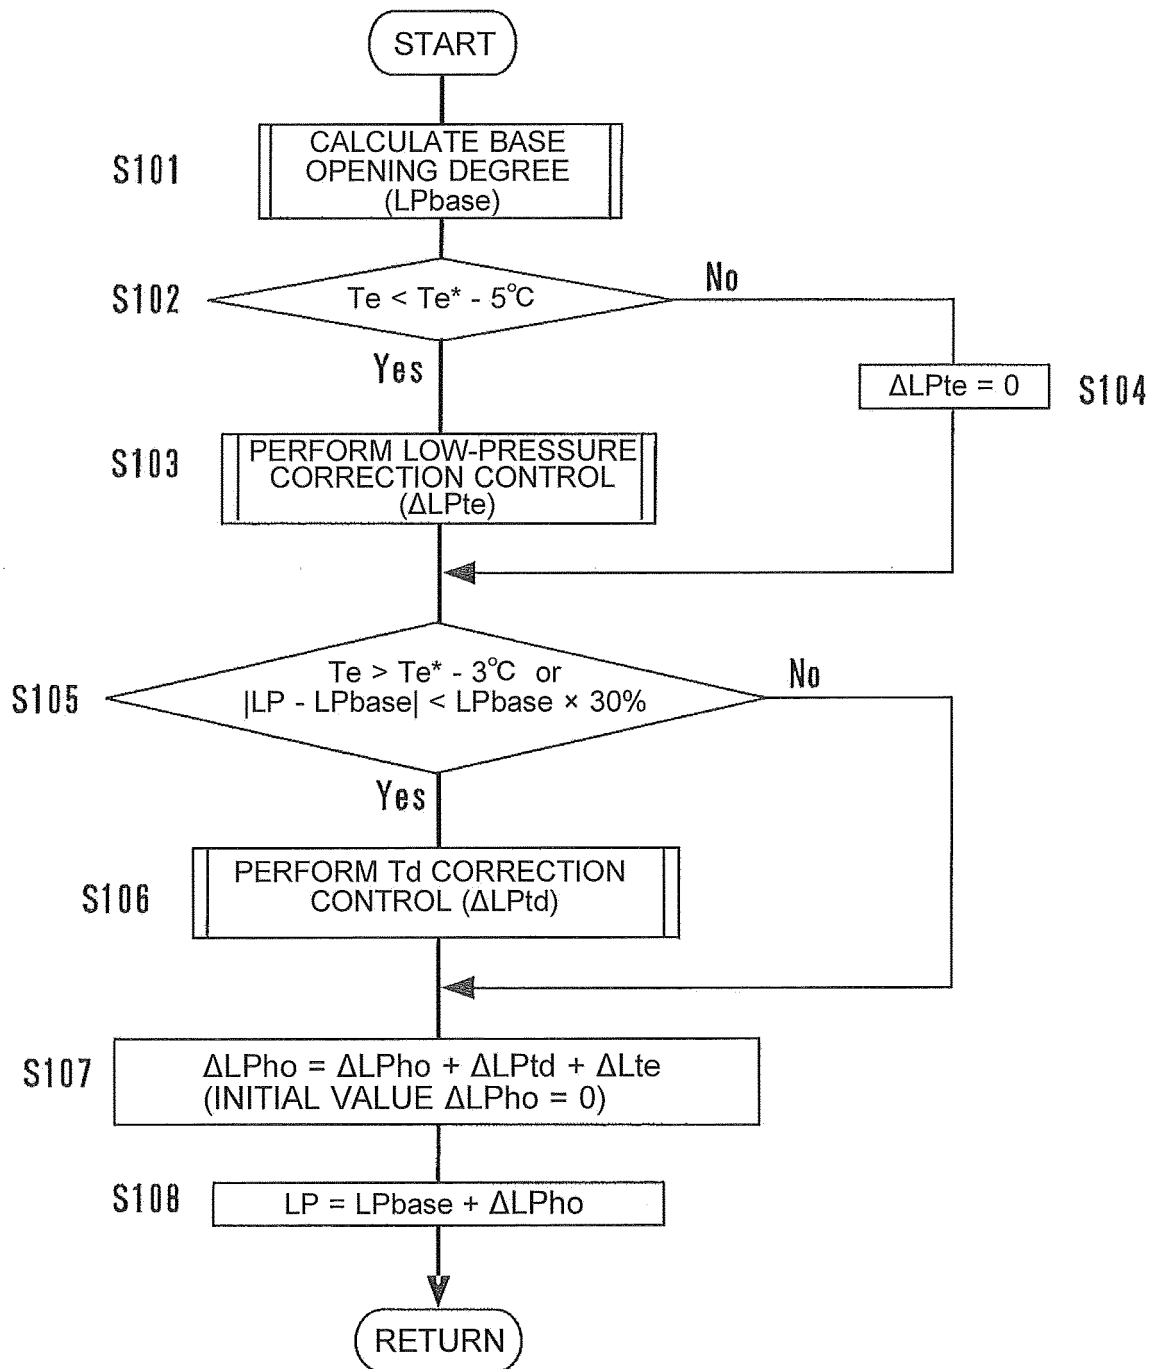 START
S101
CALCULATE BASE
OPENING DEGREE
(LPbase)
S102
Te < Te* - 5℃
No
Yes
ΔLPte = 0
S104
S103
PERFORM LOW-PRESSURE
CORRECTION CONTROL
(ΔLPte)
S105
Te > Te* - 3℃ or
|LP - LPbase| < LPbase × 30%
No
Yes
S106
PERFORM Td CORRECTION
CONTROL (ΔLPtd)
S107
ΔLPho = ΔLPho + ΔLPtd + ΔLte
(INITIAL VALUE ΔLPho = 0)
S108
LP = LPbase + ΔLPho
RETURN